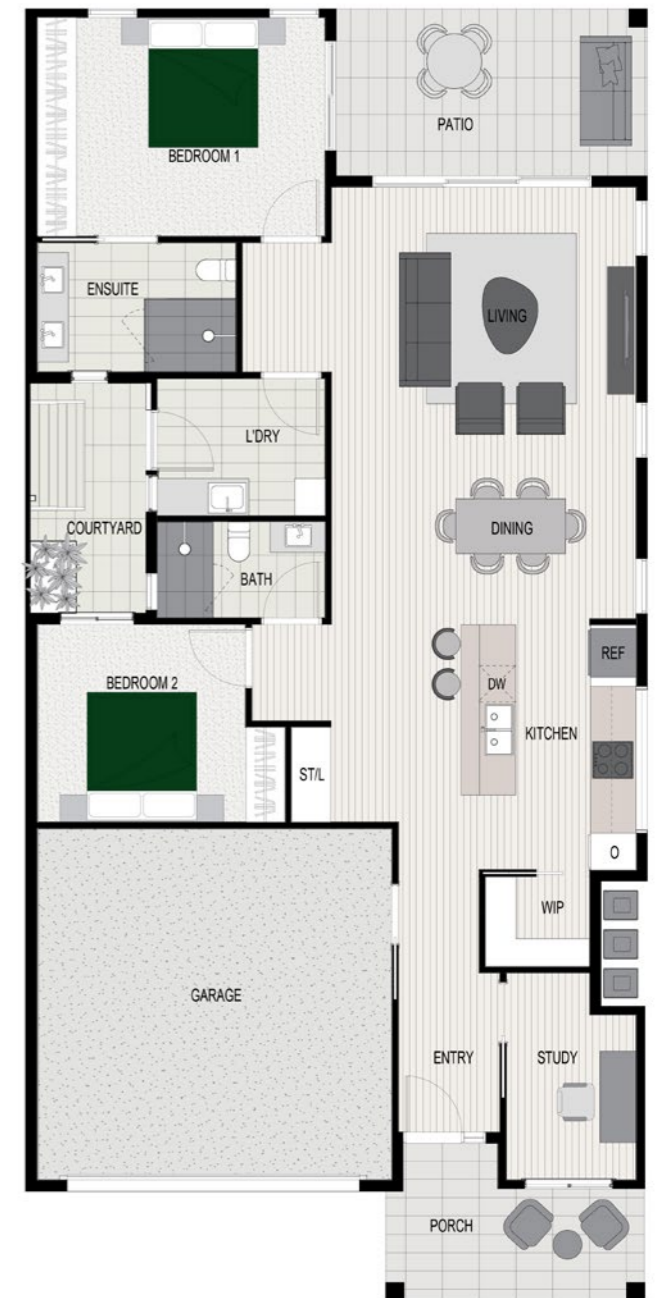 PATIO
BEDROOM 1
ENSUITE
LIVING
L'DRY
COURTYARD
DINING
BATH
REF
BEDROOM 2
DW
KITCHEN
ST/L
O
WIP
GARAGE
ENTRY
STUDY
PORCH